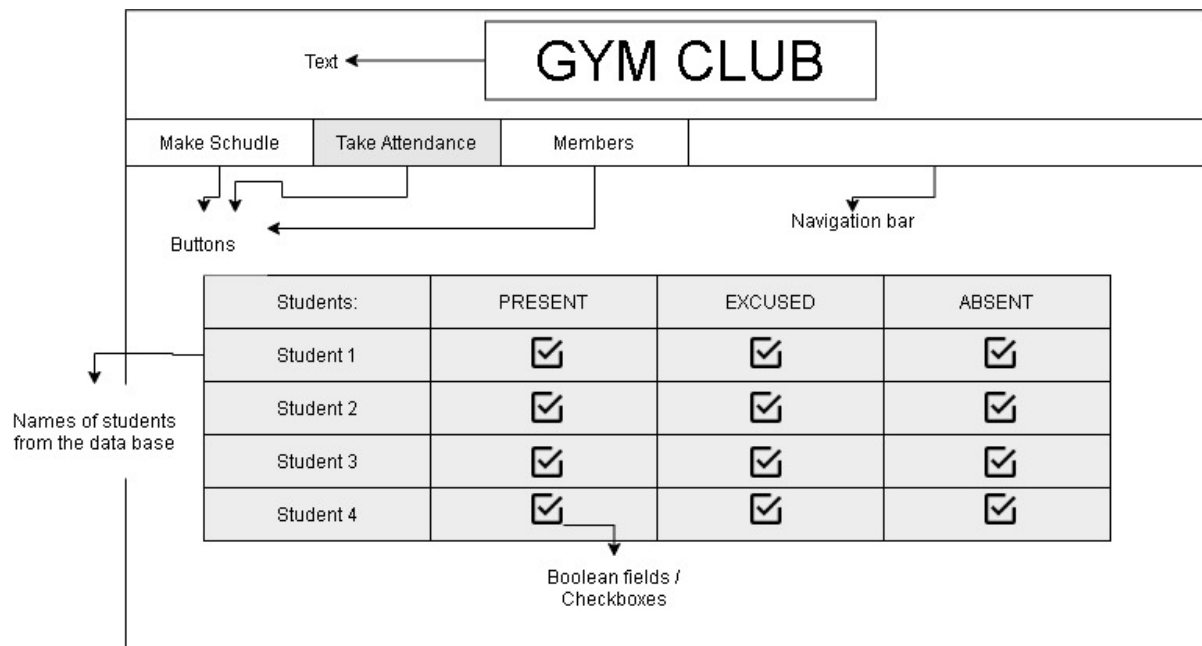 GYM CLUB
Text
Make Schudle
Take Attendance
Members
Buttons
Navigation bar
Students:
PRESENT
EXCUSED
ABSENT
Student 1
Student 2
Names of students
from the data base
Student 3
Student 4
Boolean fields /
Checkboxes